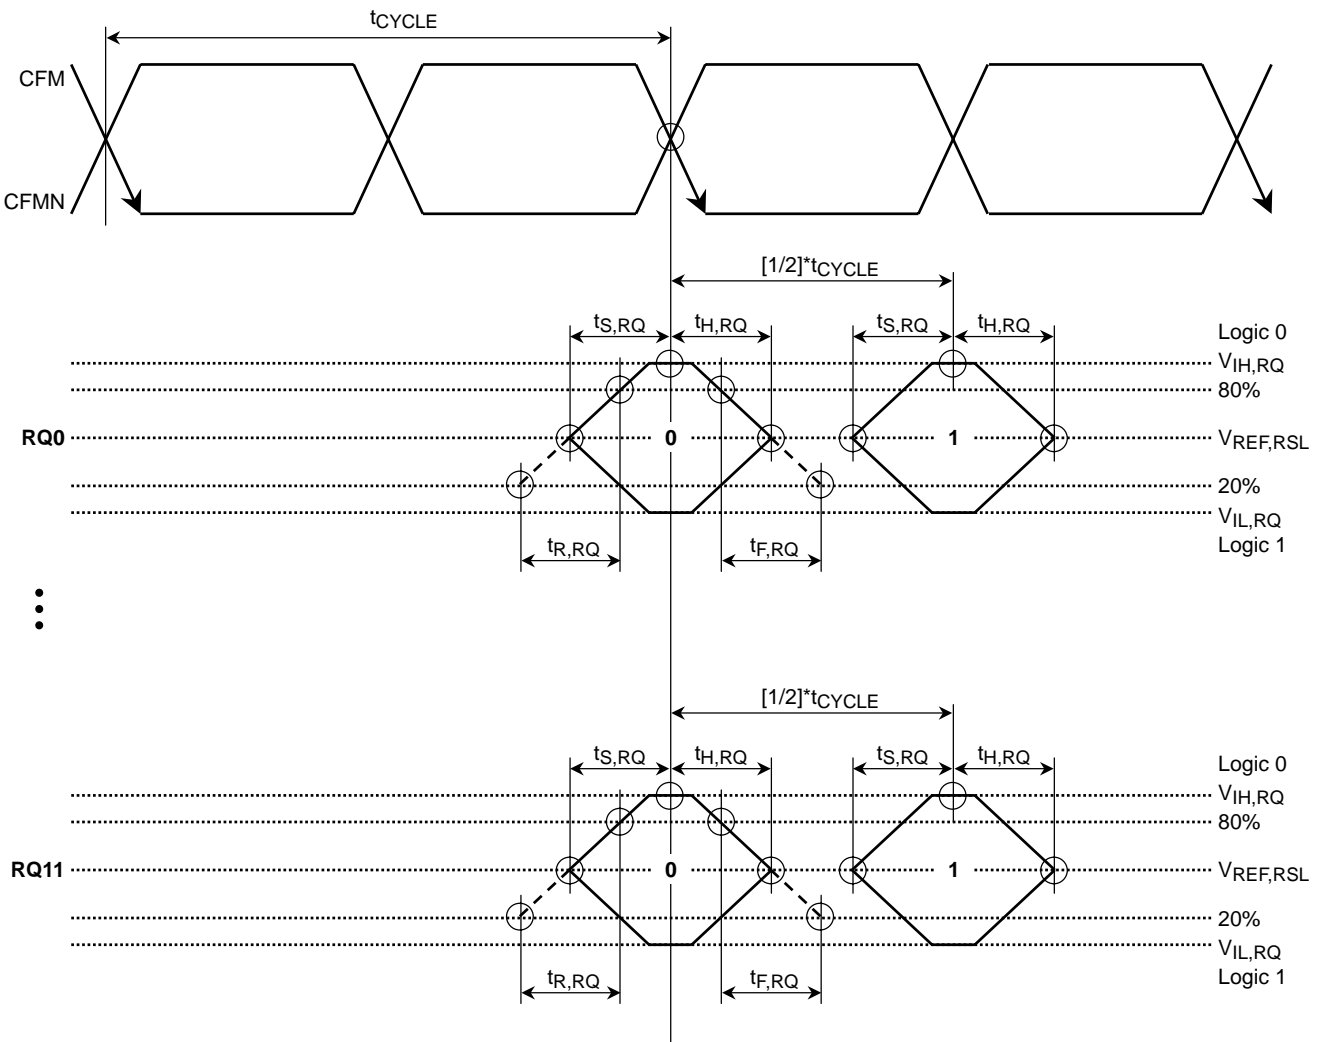 tCYCLE
CFM
CFMN
[1/2]*tCYCLE
tS,RQ tH,RQ tS,RQ tH,RQ
Logic 0
VIH,RQ
80%
RQ0 0 1 VREF,RSL
20%
VIL,RQ
tR,RQ tF,RQ Logic 1
[1/2]*tCYCLE
tS,RQ tH,RQ tS,RQ tH,RQ
Logic 0
VIH,RQ
80%
RQ11 0 1 VREF,RSL
20%
VIL,RQ
tR,RQ tF,RQ Logic 1